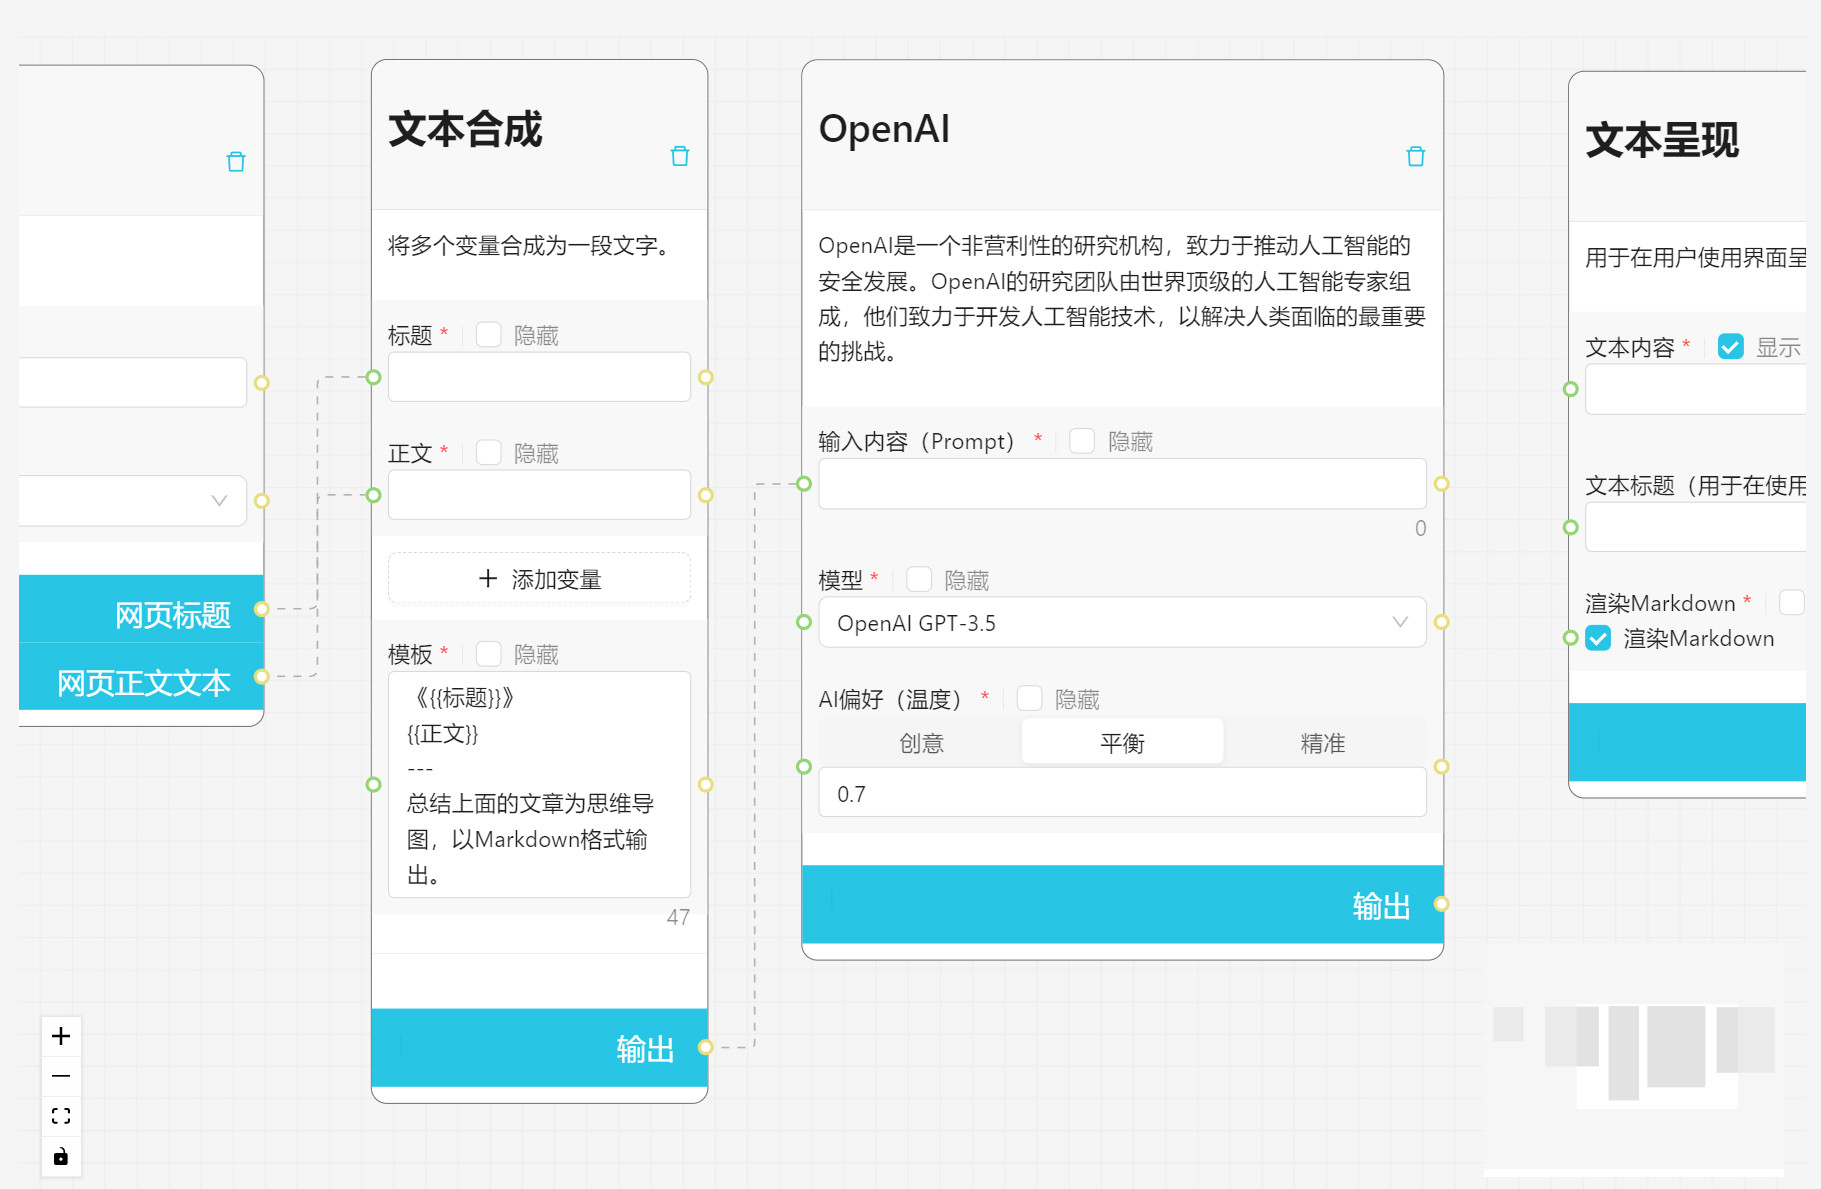 网页标题
网页正文文本
文本合成
将多个变量合成为一段文字。
标题 * 隐藏
正文 * 隐藏
添加变量
模板 * 隐藏
《{{标题}}》
{{正文}}
---
总结上面的文章为思维导
图，以Markdown格式输
出。
47
输出
OpenAI
OpenAI是一个非营利性的研究机构，致力于推动人工智能的
安全发展。OpenAI的研究团队由世界顶级的人工智能专家组
成，他们致力于开发人工智能技术，以解决人类面临的最重要
的挑战。
输入内容（Prompt） * 隐藏
0
模型 * 隐藏
OpenAI GPT-3.5
AI偏好（温度） * 隐藏
创意 平衡 精准
0.7
输出
文本呈现
用于在用户使用界面呈
文本内容 * 显示
文本标题（用于在使用
渲染Markdown *
渲染Markdown